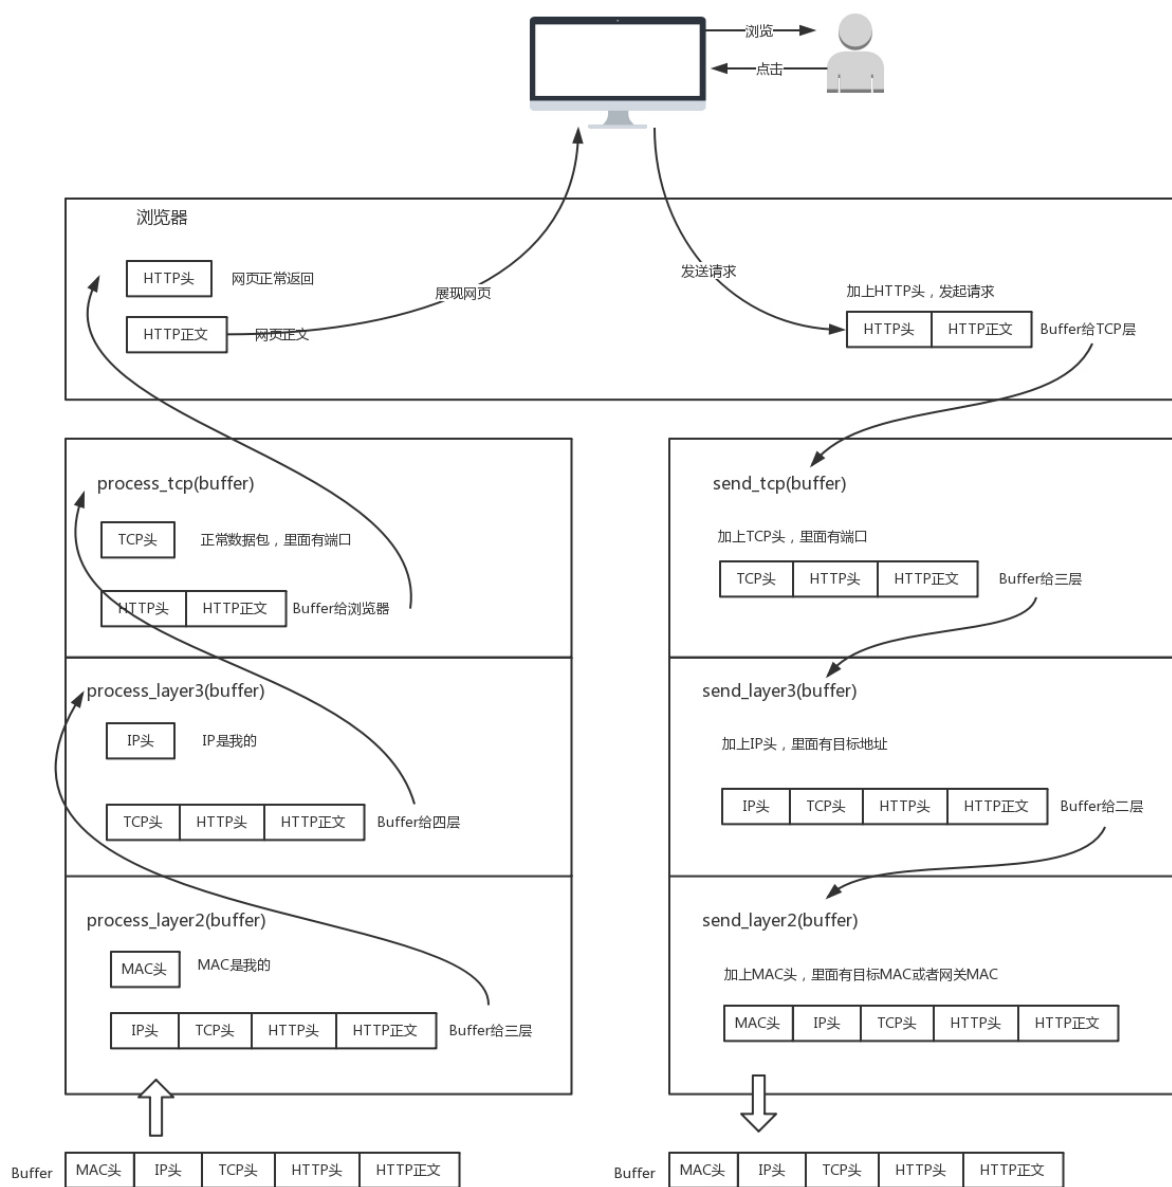 浏览
点击
浏览器
HTTP头 网页正常返回
发送请求
展现网页
加上HTTP头，发起请求
HTTP正文 网页正文
HTTP头 HTTP正文 Buffer给TCP层
process_tcp(buffer)
TCP头 正常数据包，里面有端口
HTTP头 HTTP正文 Buffer给浏览器
send_tcp(buffer)
加上TCP头，里面有端口
TCP头 HTTP头 HTTP正文 Buffer给三层
process_layer3(buffer)
IP头 IP是我的
TCP头 HTTP头 HTTP正文 Buffer给四层
send_layer3(buffer)
加上IP头，里面有目标地址
IP头 TCP头 HTTP头 HTTP正文 Buffer给二层
process_layer2(buffer)
MAC头 MAC是我的
IP头 TCP头 HTTP头 HTTP正文 Buffer给三层
send_layer2(buffer)
加上MAC头，里面有目标MAC或者网关MAC
MAC头 IP头 TCP头 HTTP头 HTTP正文
Buffer MAC头 IP头 TCP头 HTTP头 HTTP正文
Buffer MAC头 IP头 TCP头 HTTP头 HTTP正文